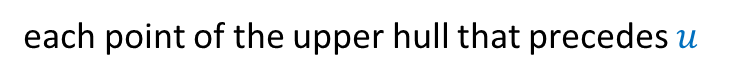 each point of the upper hull that precedes 𝑢